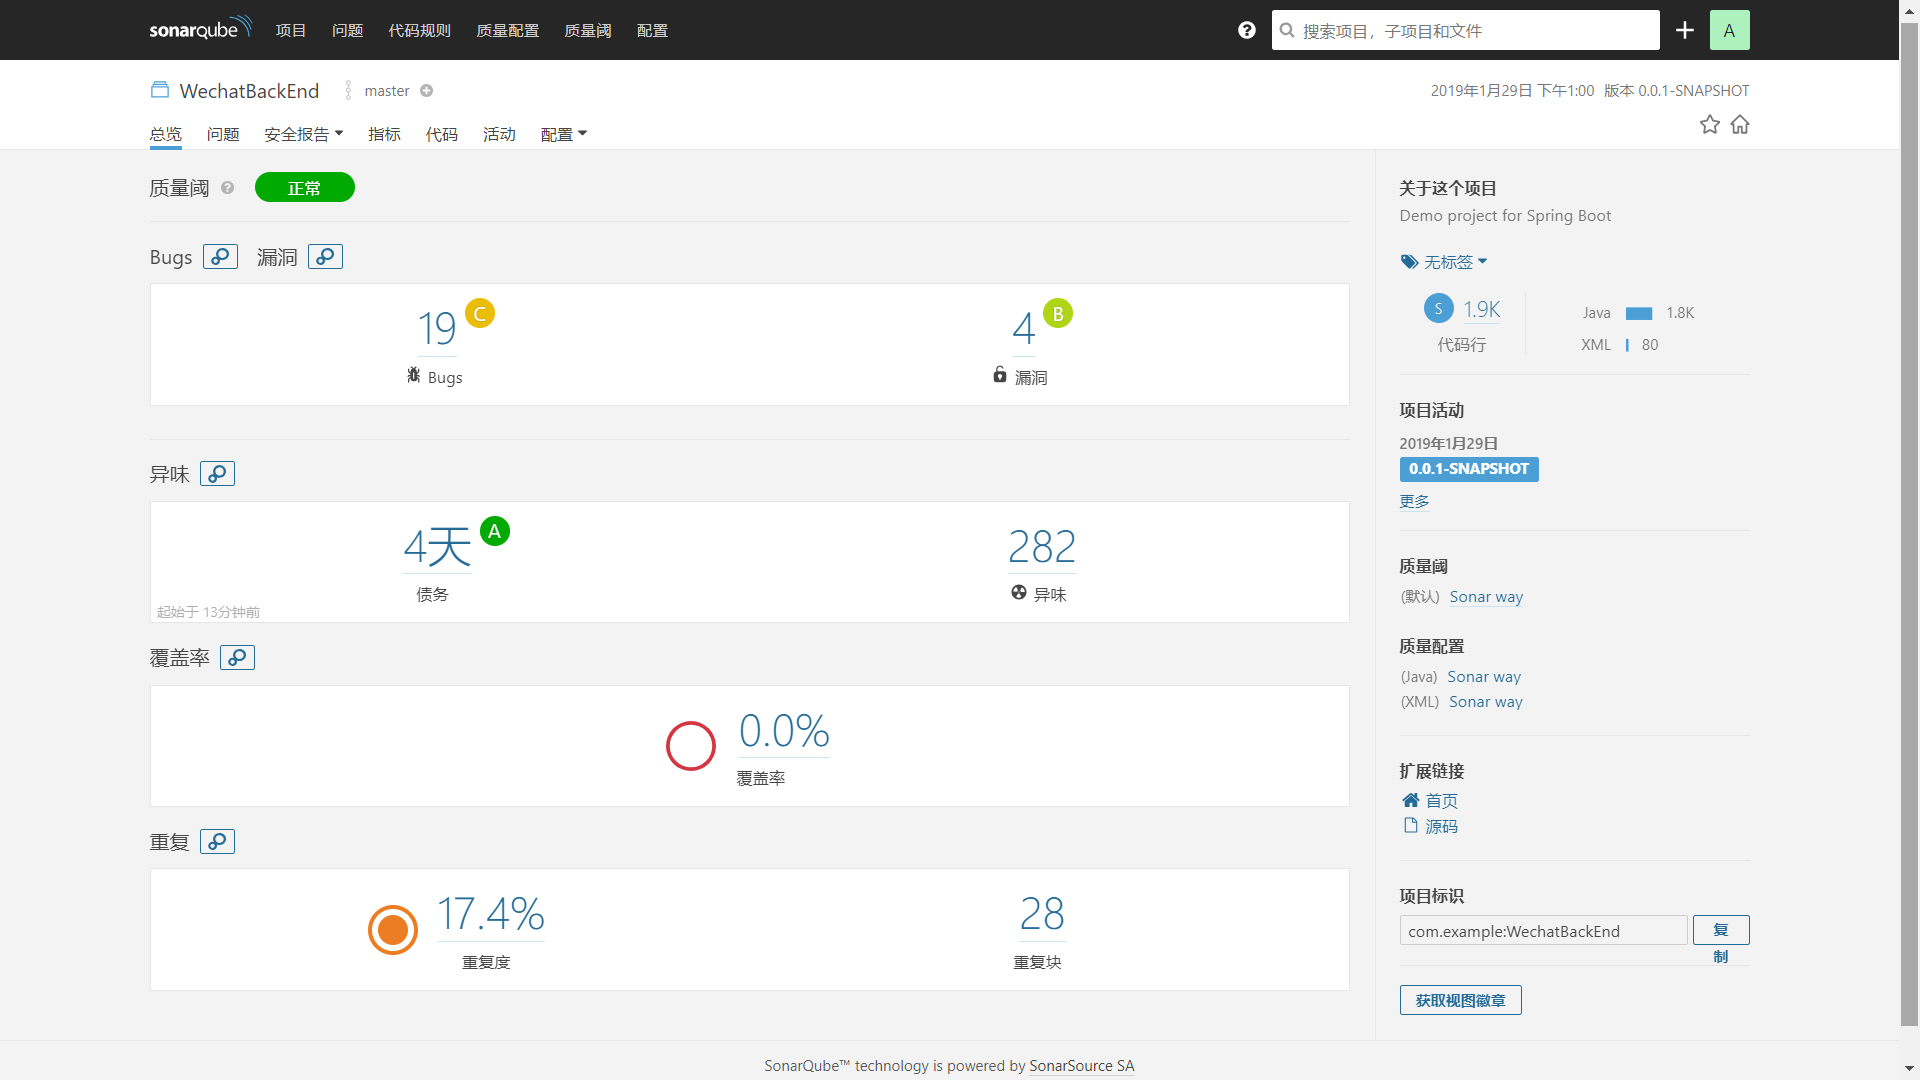 sonarqube 项目 问题 代码规则 质量配置 质量阈 配置 搜索项目，子项目和文件 A
WechatBackEnd master 2019年1月29日 下午1:00 版本 0.0.1-SNAPSHOT
总览 问题 安全报告 指标 代码 活动 配置
质量阈 ? 正常
Bugs 漏洞
19 C
Bugs
4 B
漏洞
异味
4天 A
债务
起始于 13分钟前
282
异味
覆盖率
0.0%
覆盖率
重复
17.4%
重复度
28
重复块
关于这个项目
Demo project for Spring Boot
无标签
S 1.9K
代码行
Java 1.8K
XML 80
项目活动
2019年1月29日
0.0.1-SNAPSHOT
更多
质量阈
(默认) Sonar way
质量配置
(Java) Sonar way
(XML) Sonar way
扩展链接
首页
源码
项目标识
com.example:WechatBackEnd 复
制
获取视图徽章
SonarQube™ technology is powered by SonarSource SA